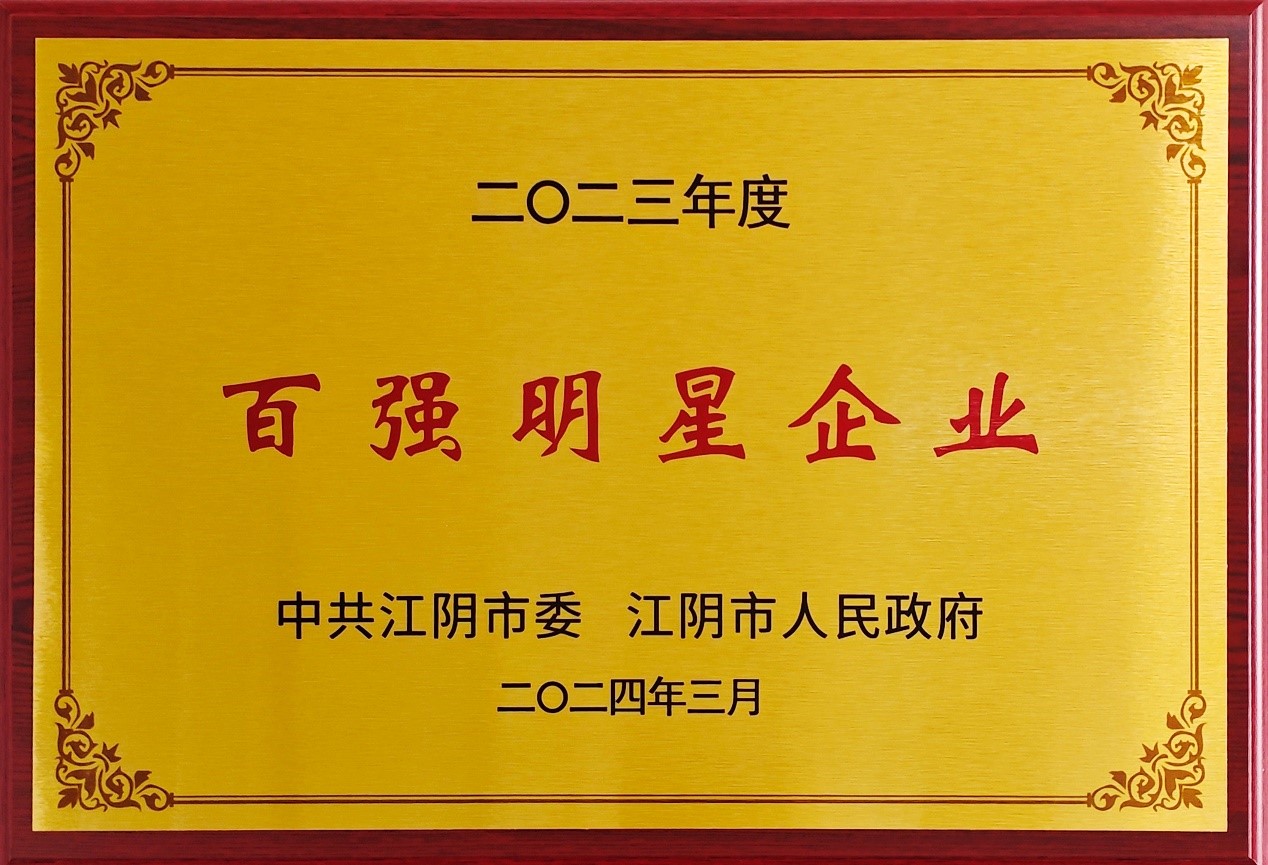 二〇二三年度
百强明星企业
中共江阴市委 江阴市人民政府
二〇二四年三月